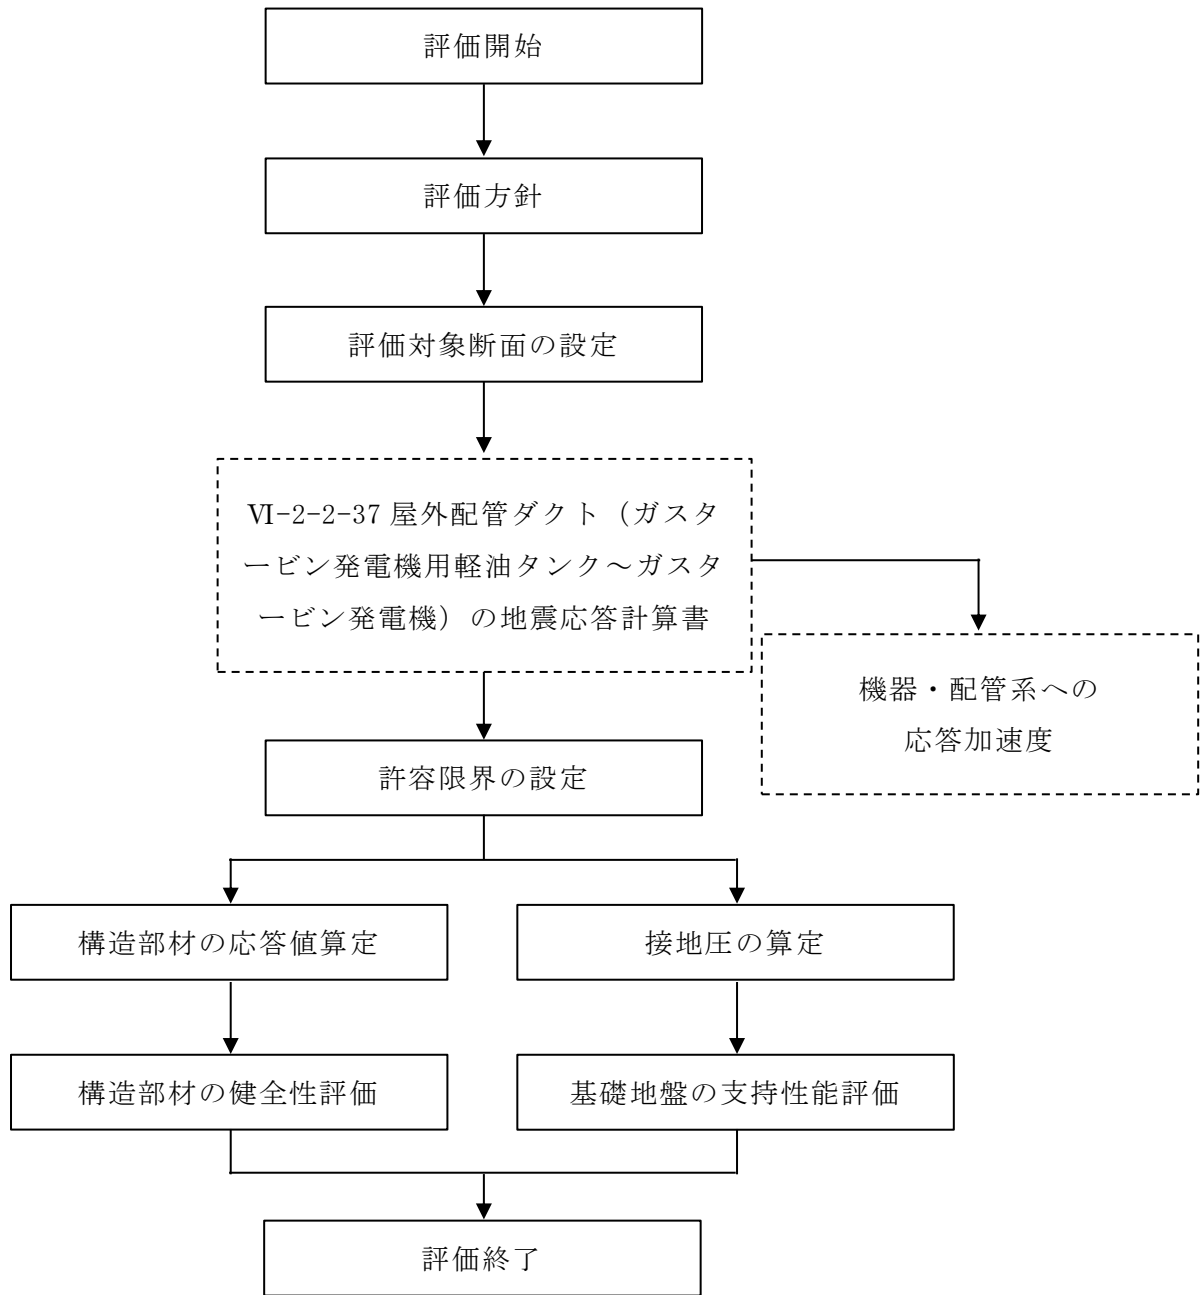 評価開始
評価方針
評価対象断面の設定
Ⅵ-2-2-37 屋外配管ダクト（ガスタ
ービン発電機用軽油タンク～ガスタ
ービン発電機）の地震応答計算書
機器・配管系への
応答加速度
許容限界の設定
構造部材の応答値算定
接地圧の算定
構造部材の健全性評価
基礎地盤の支持性能評価
評価終了